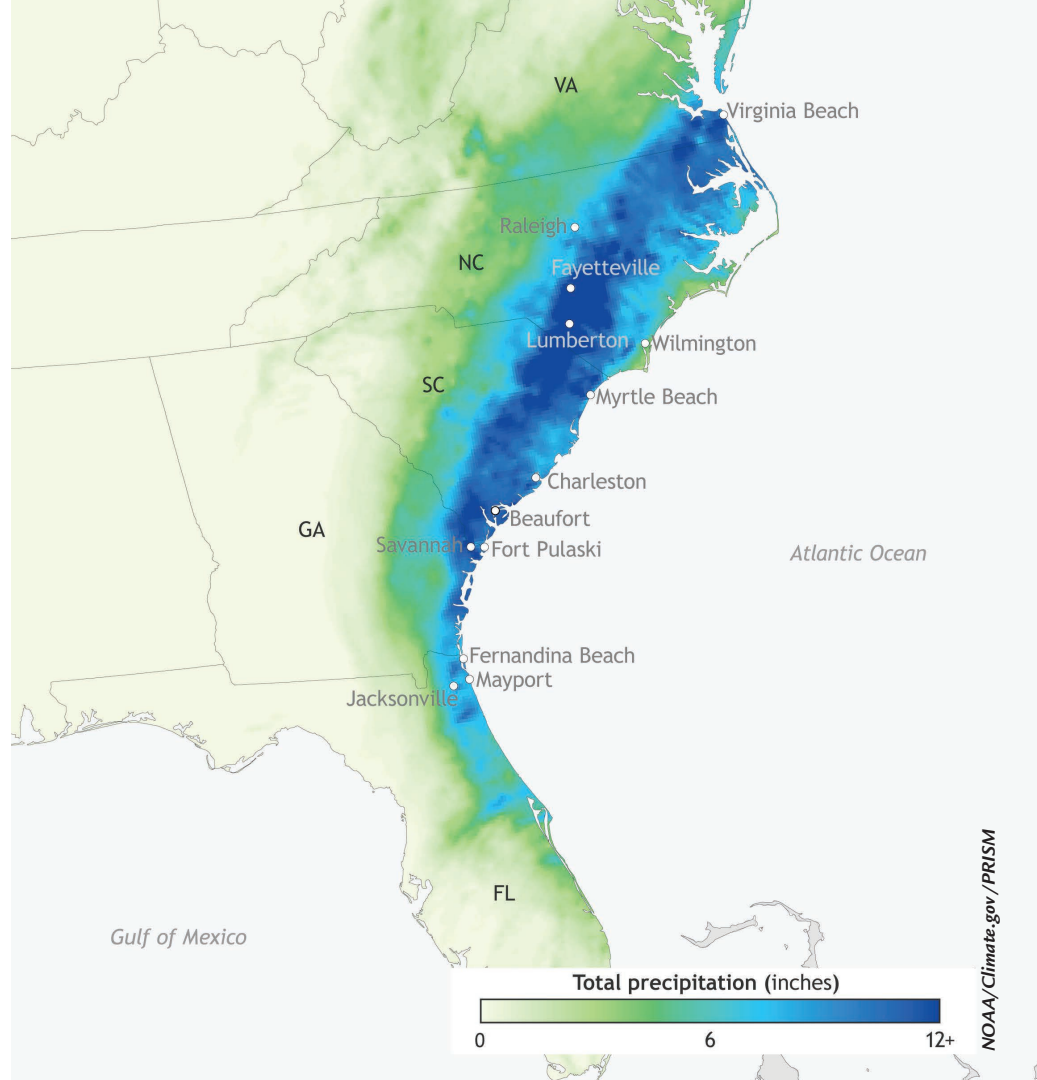 VA
Virginia Beach
Raleigh
NC
Fayetteville
Lumberton
Wilmington
SC
Myrtle Beach
Charleston
Beaufort
GA
Savannah
Fort Pulaski
Atlantic Ocean
Fernandina Beach
Mayport
Jacksonville
FL
Gulf of Mexico
NOAA/Climate.gov/PRISM
Total precipitation (inches)
0 6 12+